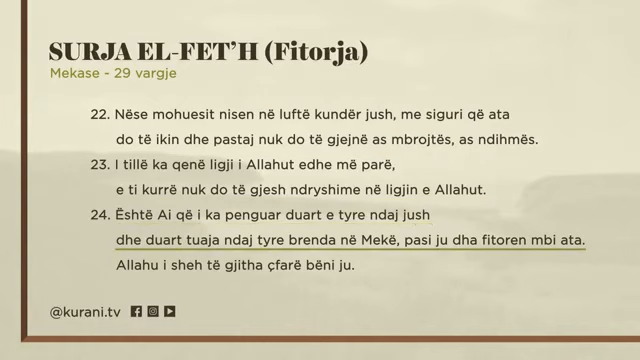 SURJA EL-FET’H (Fitorja)
Mekase - 29 vargje
22. Nëse mohuesit nisen në luftë kundër jush, me siguri që ata
do të ikin dhe pastaj nuk do të gjejnë as mbrojtës, as ndihmës.
23. I tillë ka qenë ligji i Allahut edhe më parë,
e ti kurrë nuk do të gjesh ndryshime në ligjin e Allahut.
24. Është Ai që i ka penguar duart e tyre ndaj jush
dhe duart tuaja ndaj tyre brenda në Mekë, pasi ju dha fitoren mbi ata.
Allahu i sheh të gjitha çfarë bëni ju.
@kurani.tv